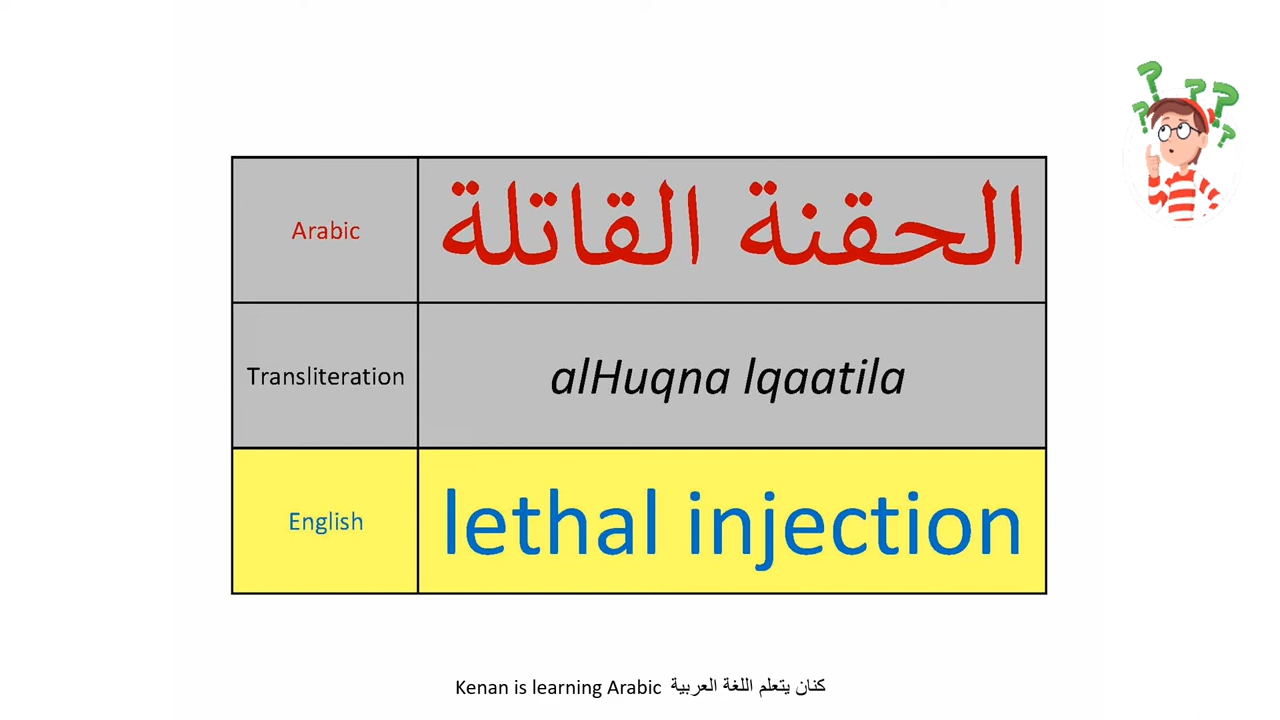 Arabic الحقنة القاتلة
Transliteration alHuqna lqaatila
English lethal injection
Kenan is learning Arabic كنان يتعلم اللغة العربية